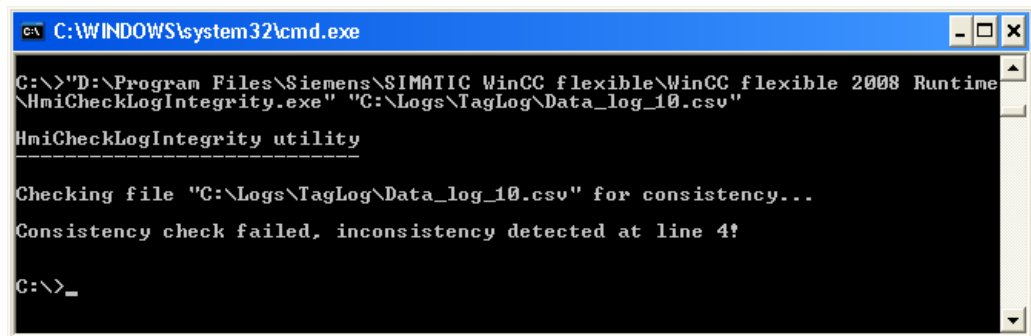 C:\WINDOWS\system32\cmd.exe
C:\>"D:\Program Files\Siemens\SIMATIC WinCC flexible\WinCC flexible 2008 Runtime
\HmiCheckLogIntegrity.exe" "C:\Logs\TagLog\Data_log_10.csv"
HmiCheckLogIntegrity utility
----------------------------
Checking file "C:\Logs\TagLog\Data_log_10.csv" for consistency...
Consistency check failed, inconsistency detected at line 4!
C:\>_